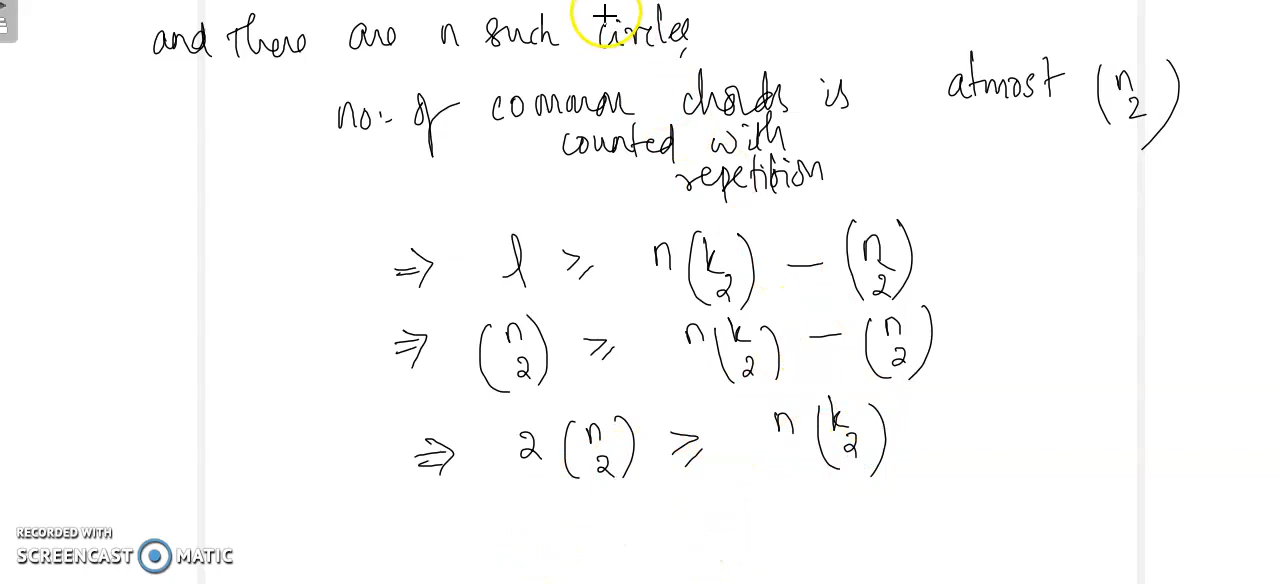 and there are n such circles,
no. of common chords is atmost (n 2)
counted with
repetition
⇒ l ≥ n (k 2) − (n 2)
⇒ (n 2) ≥ n (k 2) − (n 2)
⇒ 2 (n 2) ≥ n (k 2)
RECORDED WITH
SCREENCAST MATIC